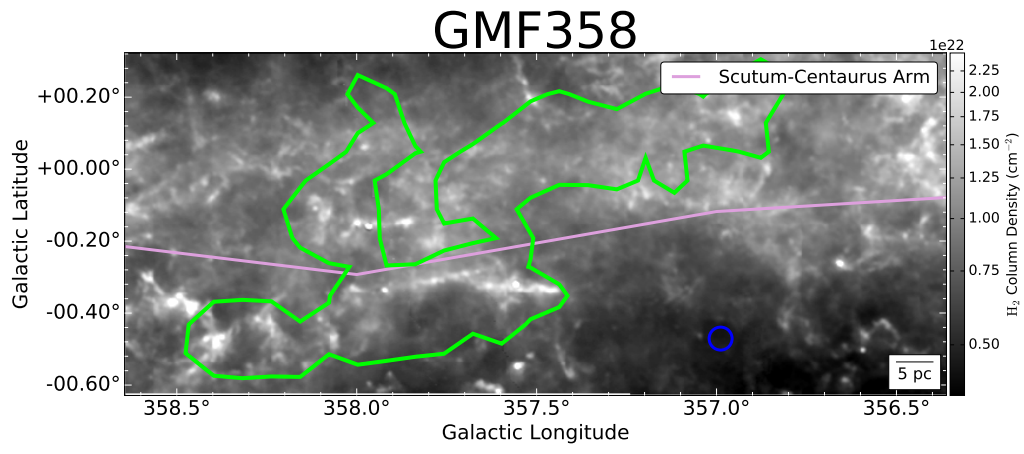 GMF358
1e22
Scutum-Centaurus Arm
+00.20°
+00.00°
-00.20°
-00.40°
-00.60°
Galactic Latitude
2.25
2.00
1.75
1.50
1.25
1.00
0.75
0.50
H₂ Column Density (cm⁻²)
5 pc
358.5°
358.0°
357.5°
357.0°
356.5°
Galactic Longitude